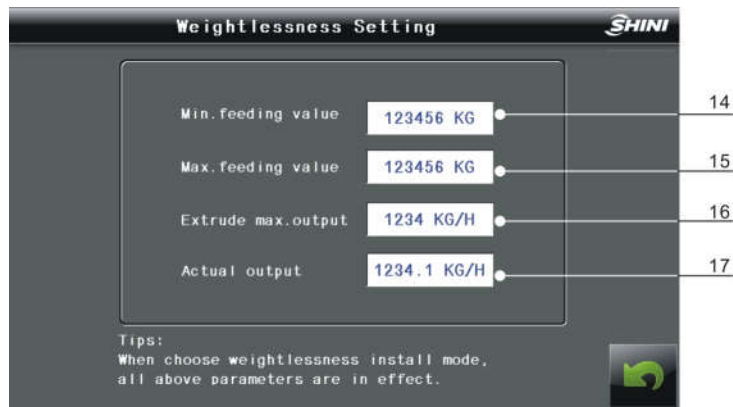 Weightlessness Setting
SHINI
Min.feeding value 123456 KG 14
Max.feeding value 123456 KG 15
Extrude max.output 1234 KG/H 16
Actual output 1234.1 KG/H 17
Tips:
When choose weightlessness install mode,
all above parameters are in effect.